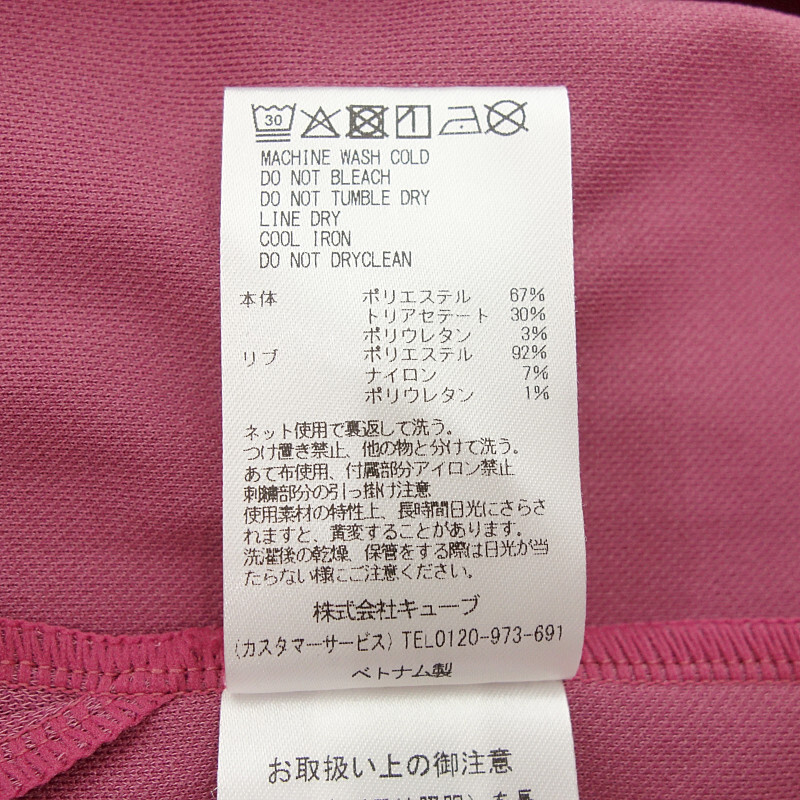 30
MACHINE WASH COLD
DO NOT BLEACH
DO NOT TUMBLE DRY
LINE DRY
COOL IRON
DO NOT DRYCLEAN
本体 ポリエステル 67%
トリアセテート 30%
ポリウレタン 3%
リブ ポリエステル 92%
ナイロン 7%
ポリウレタン 1%
ネット使用で裏返して洗う。
つけ置き禁止、他の物と分けて洗う。
あて布使用、付属部分アイロン禁止
刺繍部分の引っ掛け注意
使用素材の特性上、長時間日光にさらさ
れますと、黄変することがあります。
洗濯後の乾燥、保管をする際は日光が当
たらない様にご注意ください。
株式会社キューブ
(カスタマーサービス) TEL0120-973-691
ベトナム製
お取扱い上の御注意